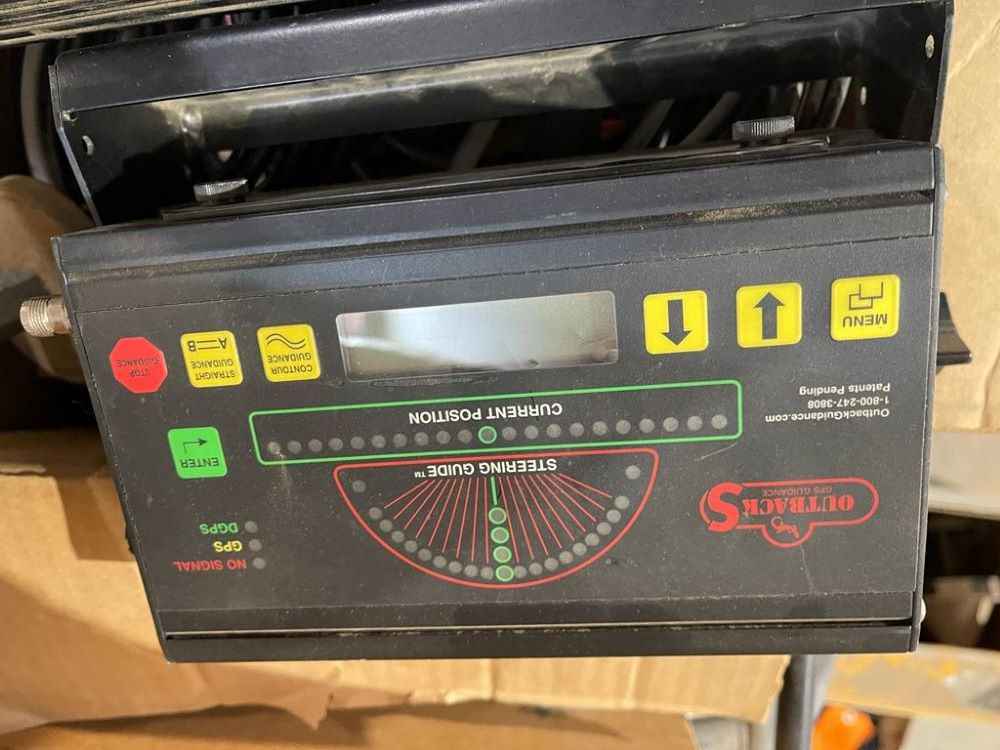 OUTBACK S
GPS GUIDANCE
STEERING GUIDE™
NO SIGNAL
GPS
DGPS
OutbackGuidance.com
1-800-247-3808
Patents Pending
CURRENT POSITION
ENTER
MENU
CONTOUR
GUIDANCE
STRAIGHT
GUIDANCE
A=B
STOP
GUIDANCE